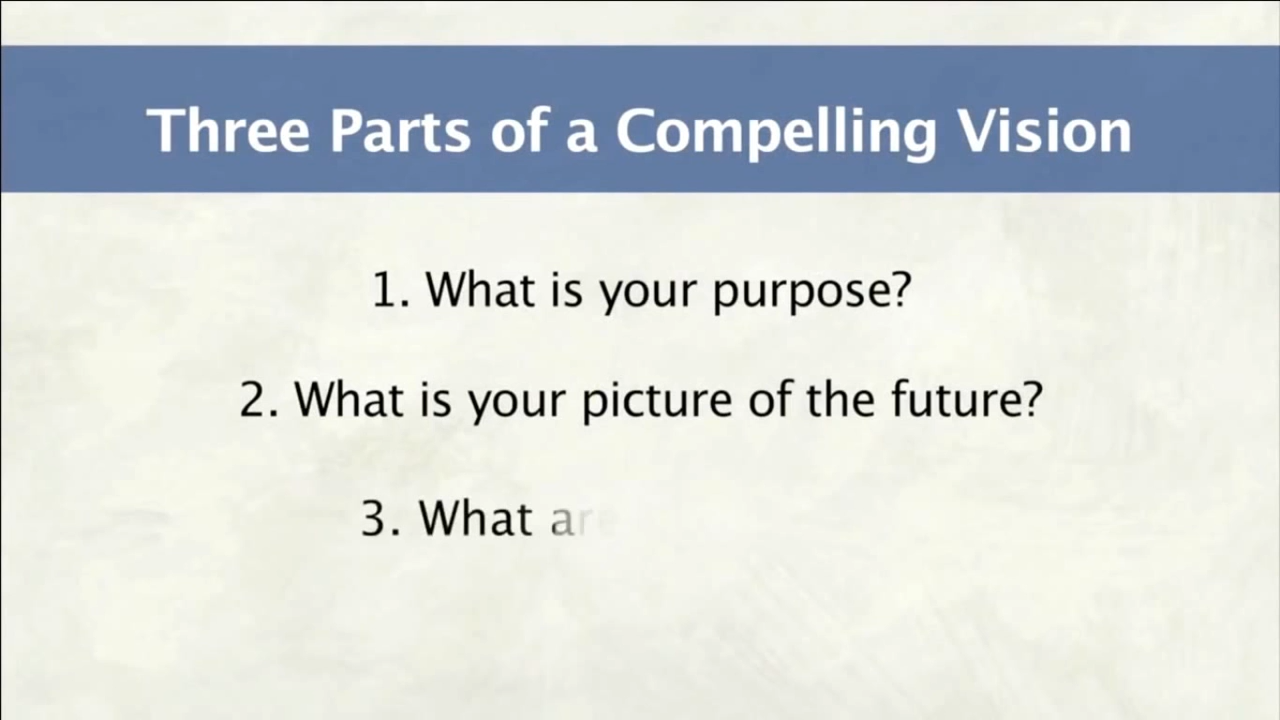 Three Parts of a Compelling Vision
1. What is your purpose?
2. What is your picture of the future?
3. What are